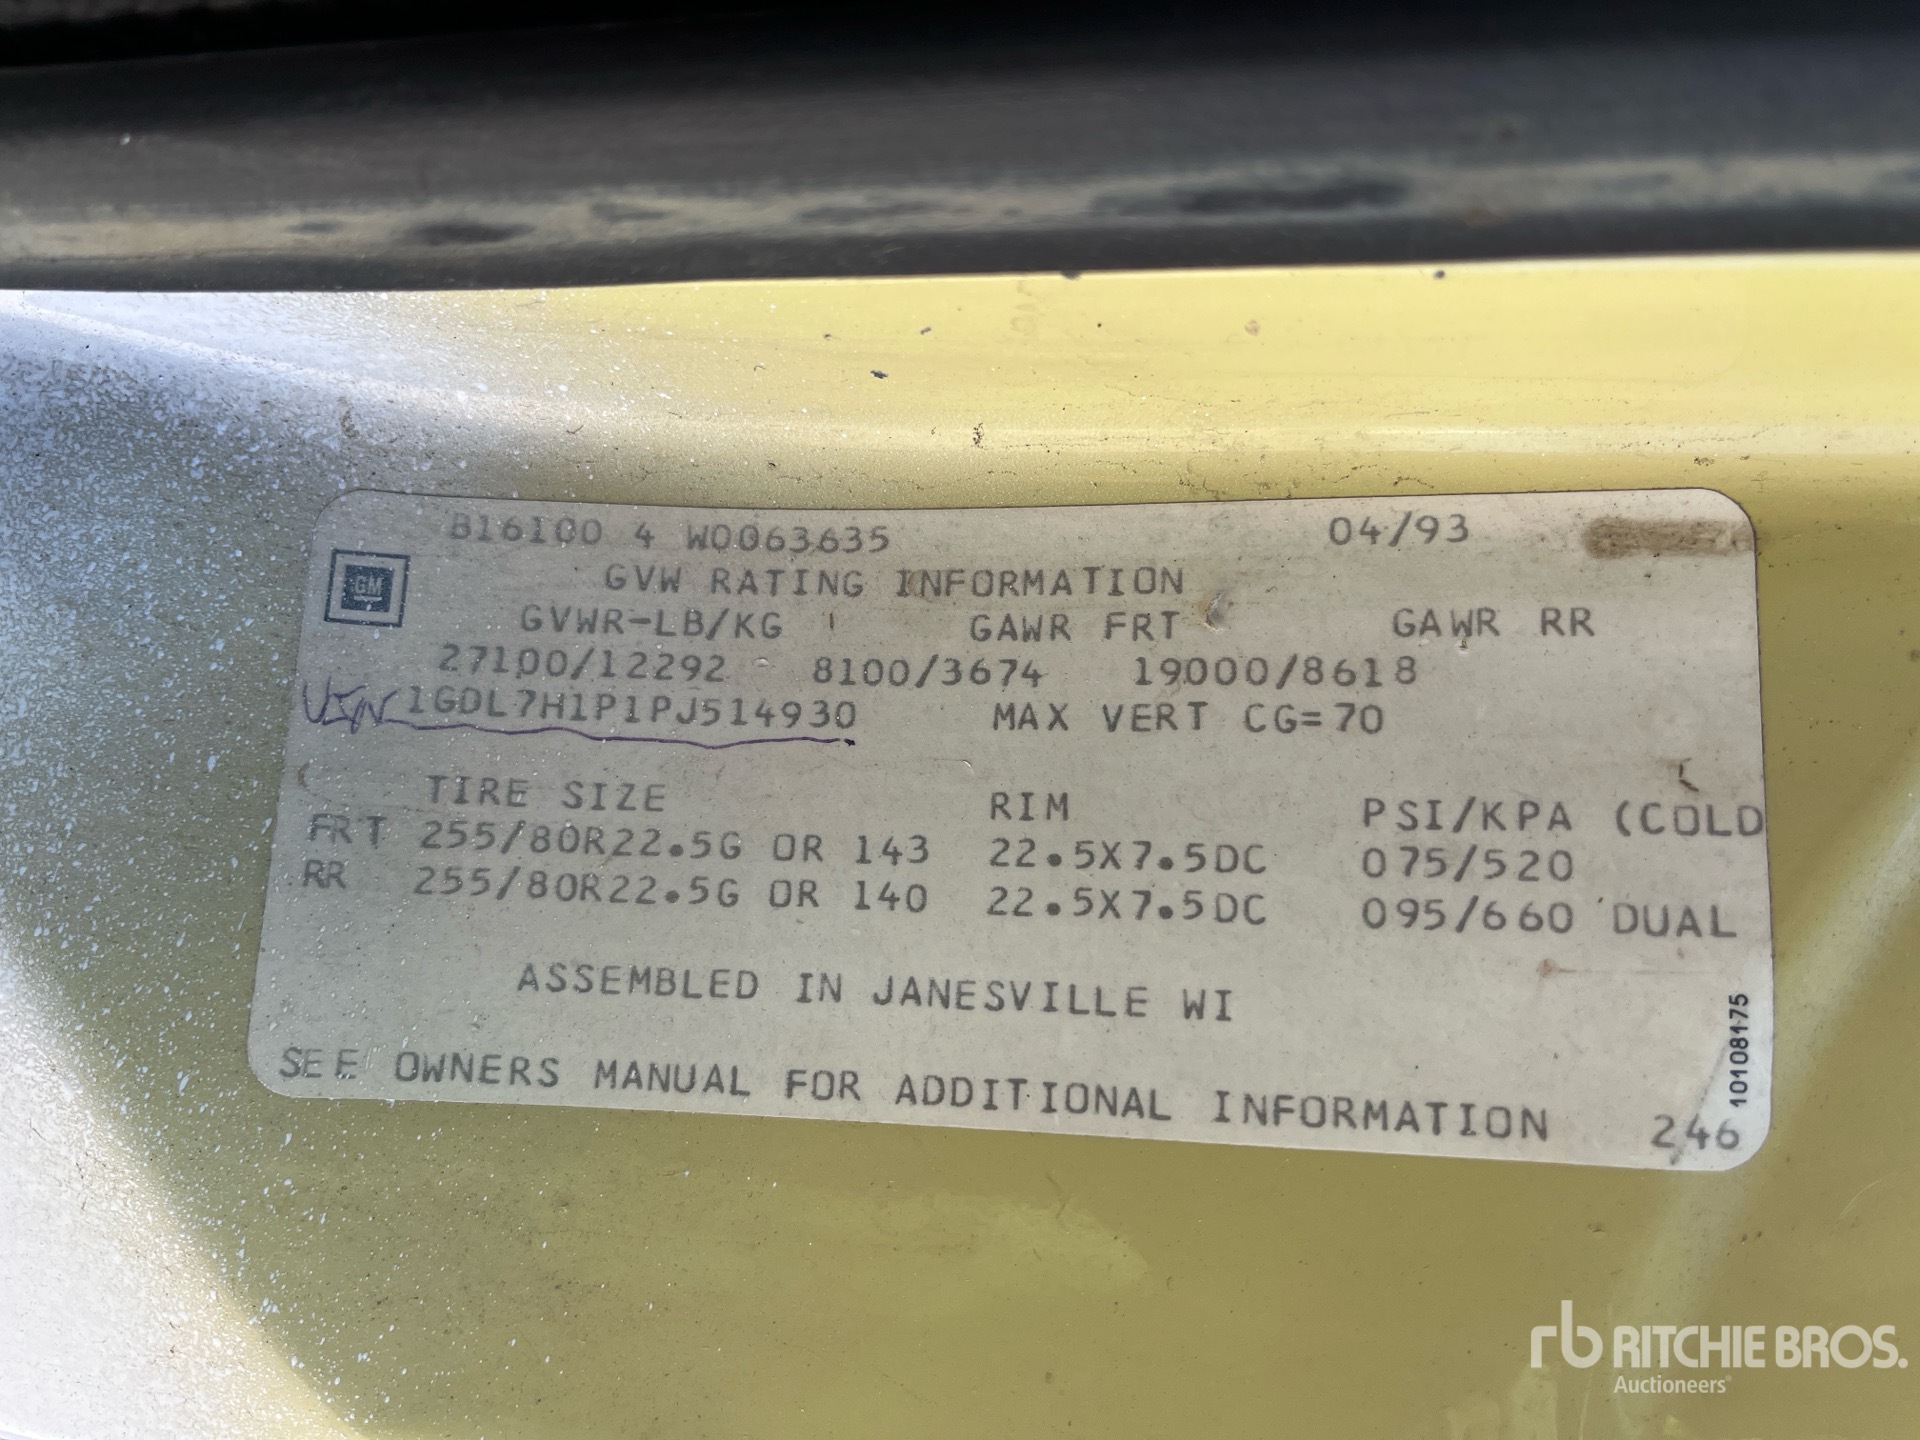 B16100 4 W0063635 04/93
GM
GVW RATING INFORMATION
GVWR-LB/KG GAWR FRT GAWR RR
27100/12292 8100/3674 19000/8618
VIN 1GDL7H1P1PJ514930 MAX VERT CG=70
TIRE SIZE RIM PSI/KPA (COLD
FRT 255/80R22.5G OR 143 22.5X7.5DC 075/520
RR 255/80R22.5G OR 140 22.5X7.5DC 095/660 DUAL
ASSEMBLED IN JANESVILLE WI
SEE OWNERS MANUAL FOR ADDITIONAL INFORMATION 246
10108175
rb RITCHIE BROS.
Auctioneers